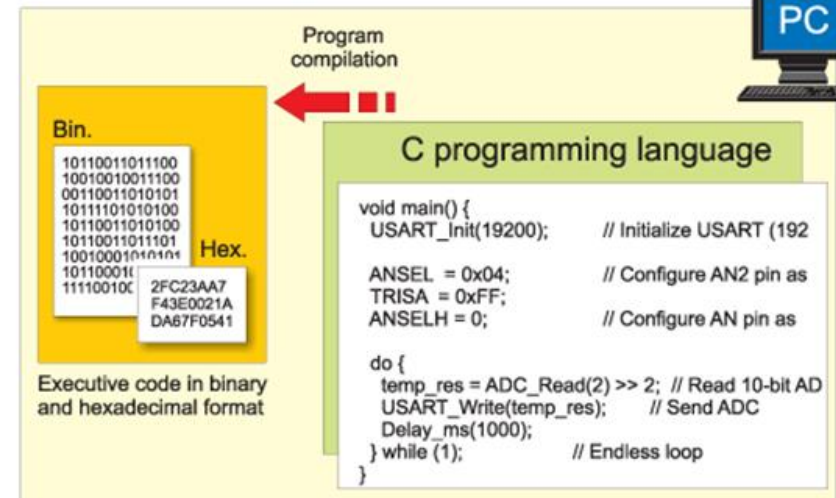 PC
Program
compilation
Bin.
10110011011100
10010010011100
00110011010101
10111101010100
10110011010100
10110011011101
10010001010101
101100010
111100100
Hex.
2FC23AA7
F43E0021A
DA67F0541
Executive code in binary
and hexadecimal format
C programming language
void main() {
USART_Init(19200); // Initialize USART (192
ANSEL = 0x04; // Configure AN2 pin as
TRISA = 0xFF;
ANSELH = 0; // Configure AN pin as
do {
temp_res = ADC_Read(2) >> 2; // Read 10-bit AD
USART_Write(temp_res); // Send ADC
Delay_ms(1000);
} while (1); // Endless loop
}